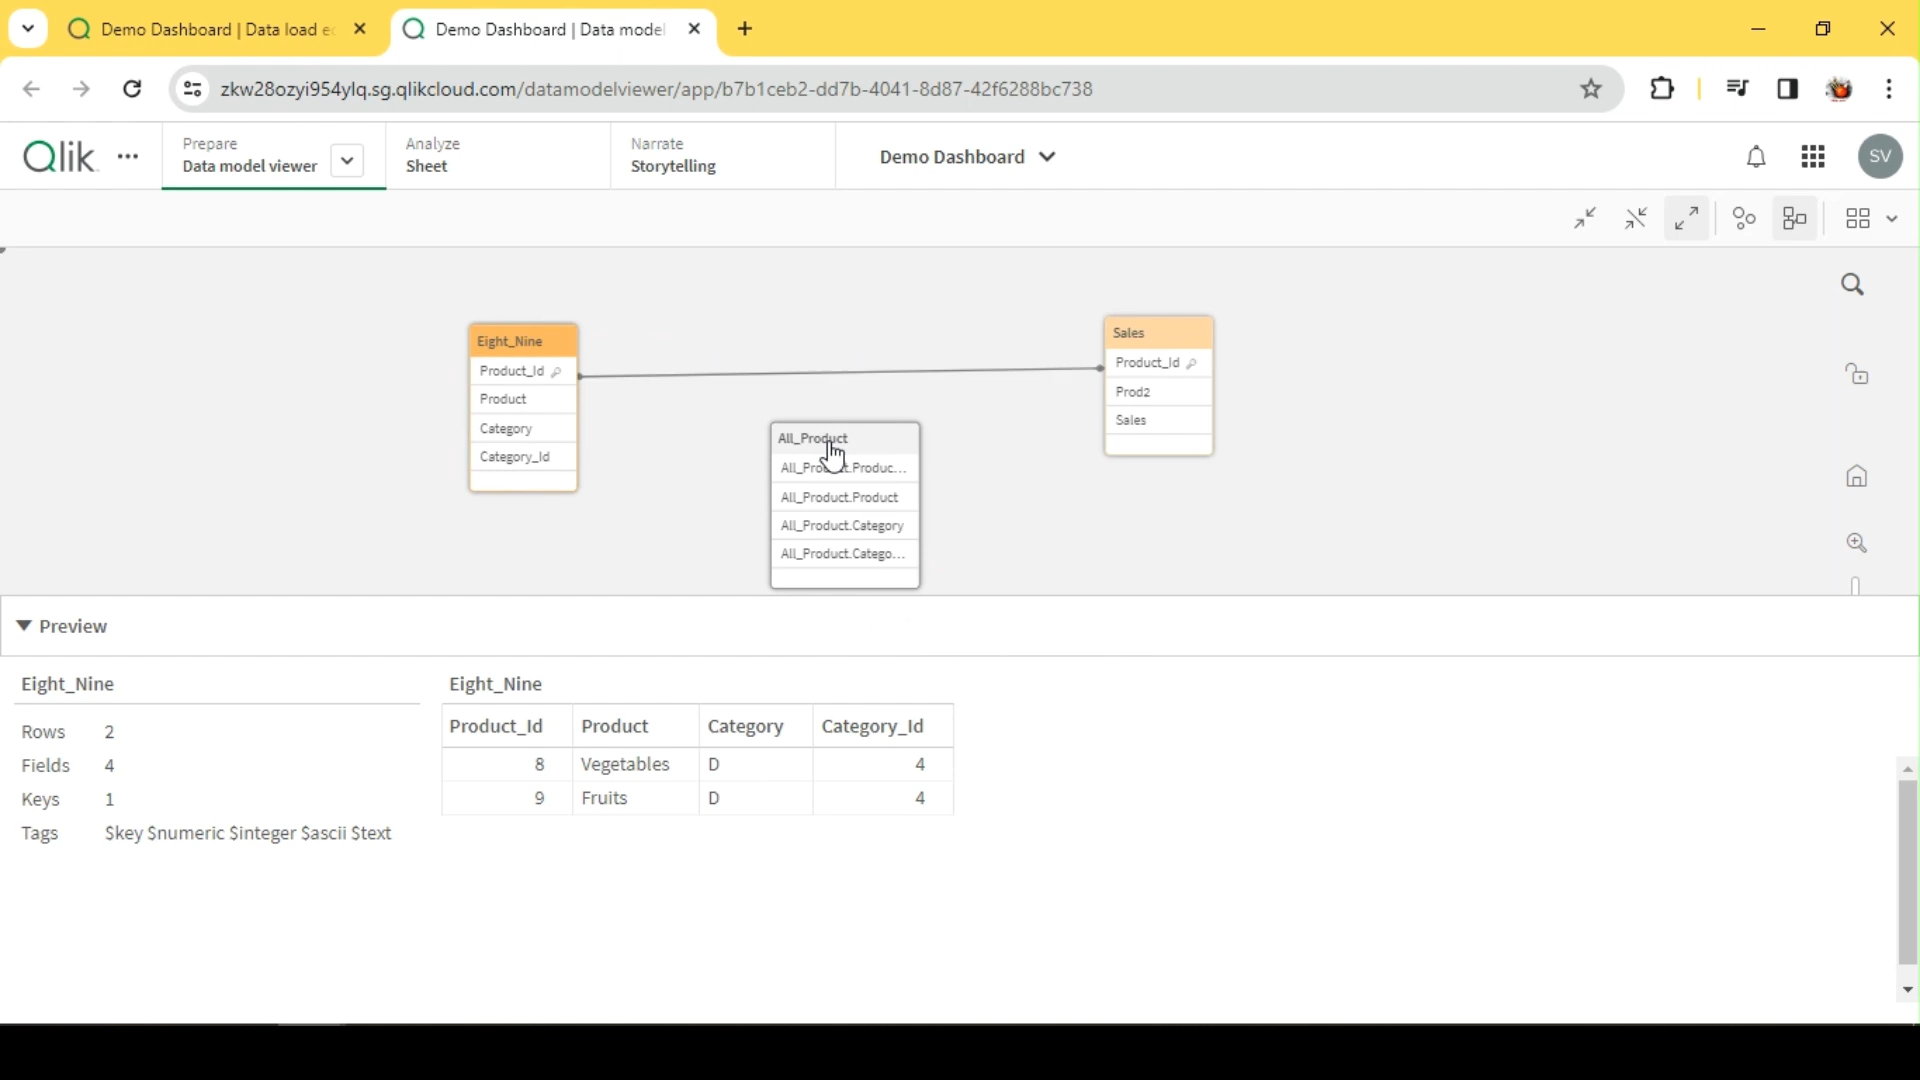 Demo Dashboard | Data load e
Demo Dashboard | Data model
zkw28ozyi954ylq.sg.qlikcloud.com/datamodelviewer/app/b7b1ceb2-dd7b-4041-8d87-42f6288bc738
Qlik
Prepare
Data model viewer
Analyze
Sheet
Narrate
Storytelling
Demo Dashboard
SV
Eight_Nine
Product_Id
Product
Category
Category_Id
All_Product
All_Product.Produc...
All_Product.Product
All_Product.Category
All_Product.Catego...
Sales
Product_Id
Prod2
Sales
Preview
Eight_Nine
Rows 2
Fields 4
Keys 1
Tags $key $numeric $integer $ascii $text
Eight_Nine
Product_Id Product Category Category_Id
8 Vegetables D 4
9 Fruits D 4